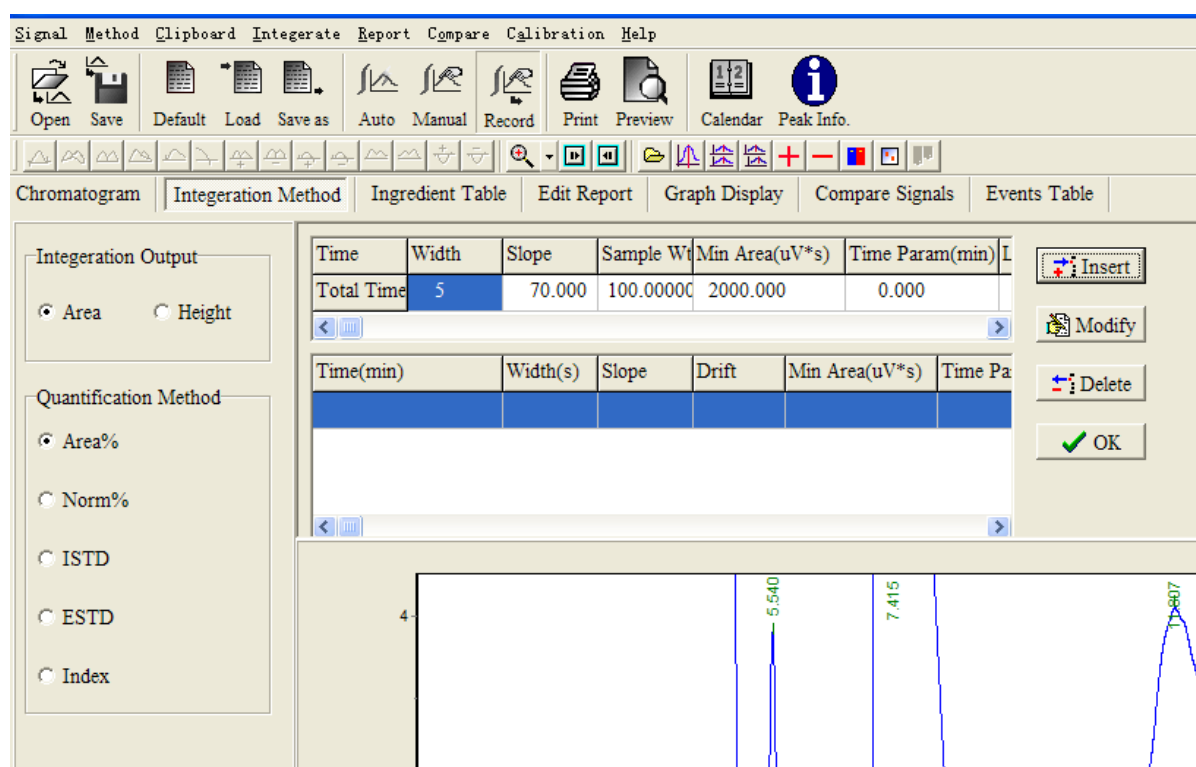 Signal Method Clipboard Integerate Report Compare Calibration Help
Open Save Default Load Save as Auto Manual Record Print Preview Calendar Peak Info.
Chromatogram Integeration Method Ingredient Table Edit Report Graph Display Compare Signals Events Table
Integeration Output
Area Height
Quantification Method
Area%
Norm%
ISTD
ESTD
Index
Time Width Slope Sample Wt Min Area(uV*s) Time Param(min) L
Total Time 5 70.000 100.00000 2000.000 0.000
Time(min) Width(s) Slope Drift Min Area(uV*s) Time Pa
Insert
Modify
Delete
OK
4
5.540
7.415
11.807